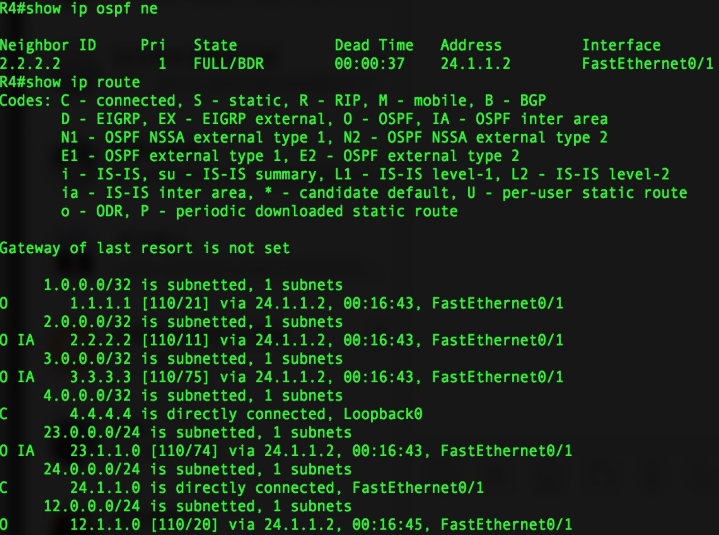 R4#show ip ospf ne

Neighbor ID     Pri   State           Dead Time   Address         Interface
2.2.2.2           1   FULL/BDR        00:00:37    24.1.1.2        FastEthernet0/1
R4#show ip route
Codes: C - connected, S - static, R - RIP, M - mobile, B - BGP
       D - EIGRP, EX - EIGRP external, O - OSPF, IA - OSPF inter area
       N1 - OSPF NSSA external type 1, N2 - OSPF NSSA external type 2
       E1 - OSPF external type 1, E2 - OSPF external type 2
       i - IS-IS, su - IS-IS summary, L1 - IS-IS level-1, L2 - IS-IS level-2
       ia - IS-IS inter area, * - candidate default, U - per-user static route
       o - ODR, P - periodic downloaded static route

Gateway of last resort is not set

     1.0.0.0/32 is subnetted, 1 subnets
O       1.1.1.1 [110/21] via 24.1.1.2, 00:16:43, FastEthernet0/1
     2.0.0.0/32 is subnetted, 1 subnets
O IA    2.2.2.2 [110/11] via 24.1.1.2, 00:16:43, FastEthernet0/1
     3.0.0.0/32 is subnetted, 1 subnets
O IA    3.3.3.3 [110/75] via 24.1.1.2, 00:16:43, FastEthernet0/1
     4.0.0.0/32 is subnetted, 1 subnets
C       4.4.4.4 is directly connected, Loopback0
     23.0.0.0/24 is subnetted, 1 subnets
O IA    23.1.1.0 [110/74] via 24.1.1.2, 00:16:43, FastEthernet0/1
     24.0.0.0/24 is subnetted, 1 subnets
C       24.1.1.0 is directly connected, FastEthernet0/1
     12.0.0.0/24 is subnetted, 1 subnets
O       12.1.1.0 [110/20] via 24.1.1.2, 00:16:45, FastEthernet0/1